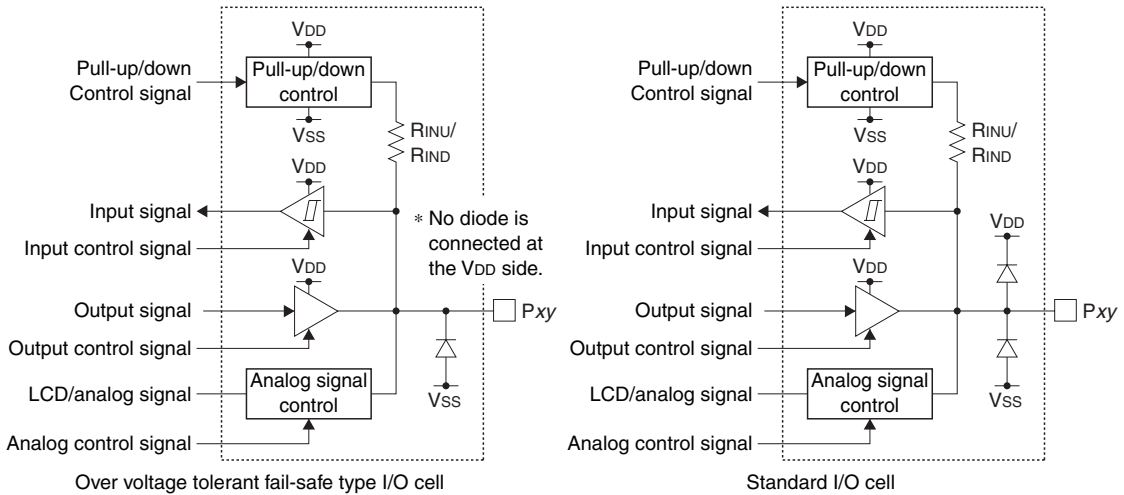 VDD
Pull-up/down
Control signal
Pull-up/down
control
VSS
RINU/
RIND
VDD
Input signal
Input control signal
* No diode is
connected at
the VDD side.
VDD
Output signal
Pxy
Output control signal
LCD/analog signal
Analog signal
control
VSS
Analog control signal
Over voltage tolerant fail-safe type I/O cell
VDD
Pull-up/down
Control signal
Pull-up/down
control
VSS
RINU/
RIND
VDD
Input signal
Input control signal
VDD
VDD
Output signal
Pxy
Output control signal
LCD/analog signal
Analog signal
control
VSS
Analog control signal
Standard I/O cell